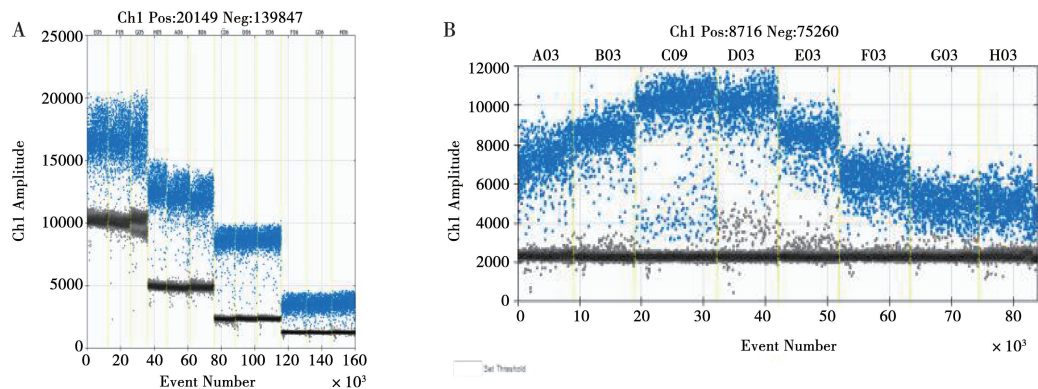 A
Ch1 Pos:20149 Neg:139847
25000
20000
15000
10000
5000
0
Ch1 Amplitude
0 20 40 60 80 100 120 140 160
Event Number × 10³
B
Ch1 Pos:8716 Neg:75260
A03 B03 C09 D03 E03 F03 G03 H03
12000
10000
8000
6000
4000
2000
0
Ch1 Amplitude
0 10 20 30 40 50 60 70 80
Event Number × 10³
Set Threshold